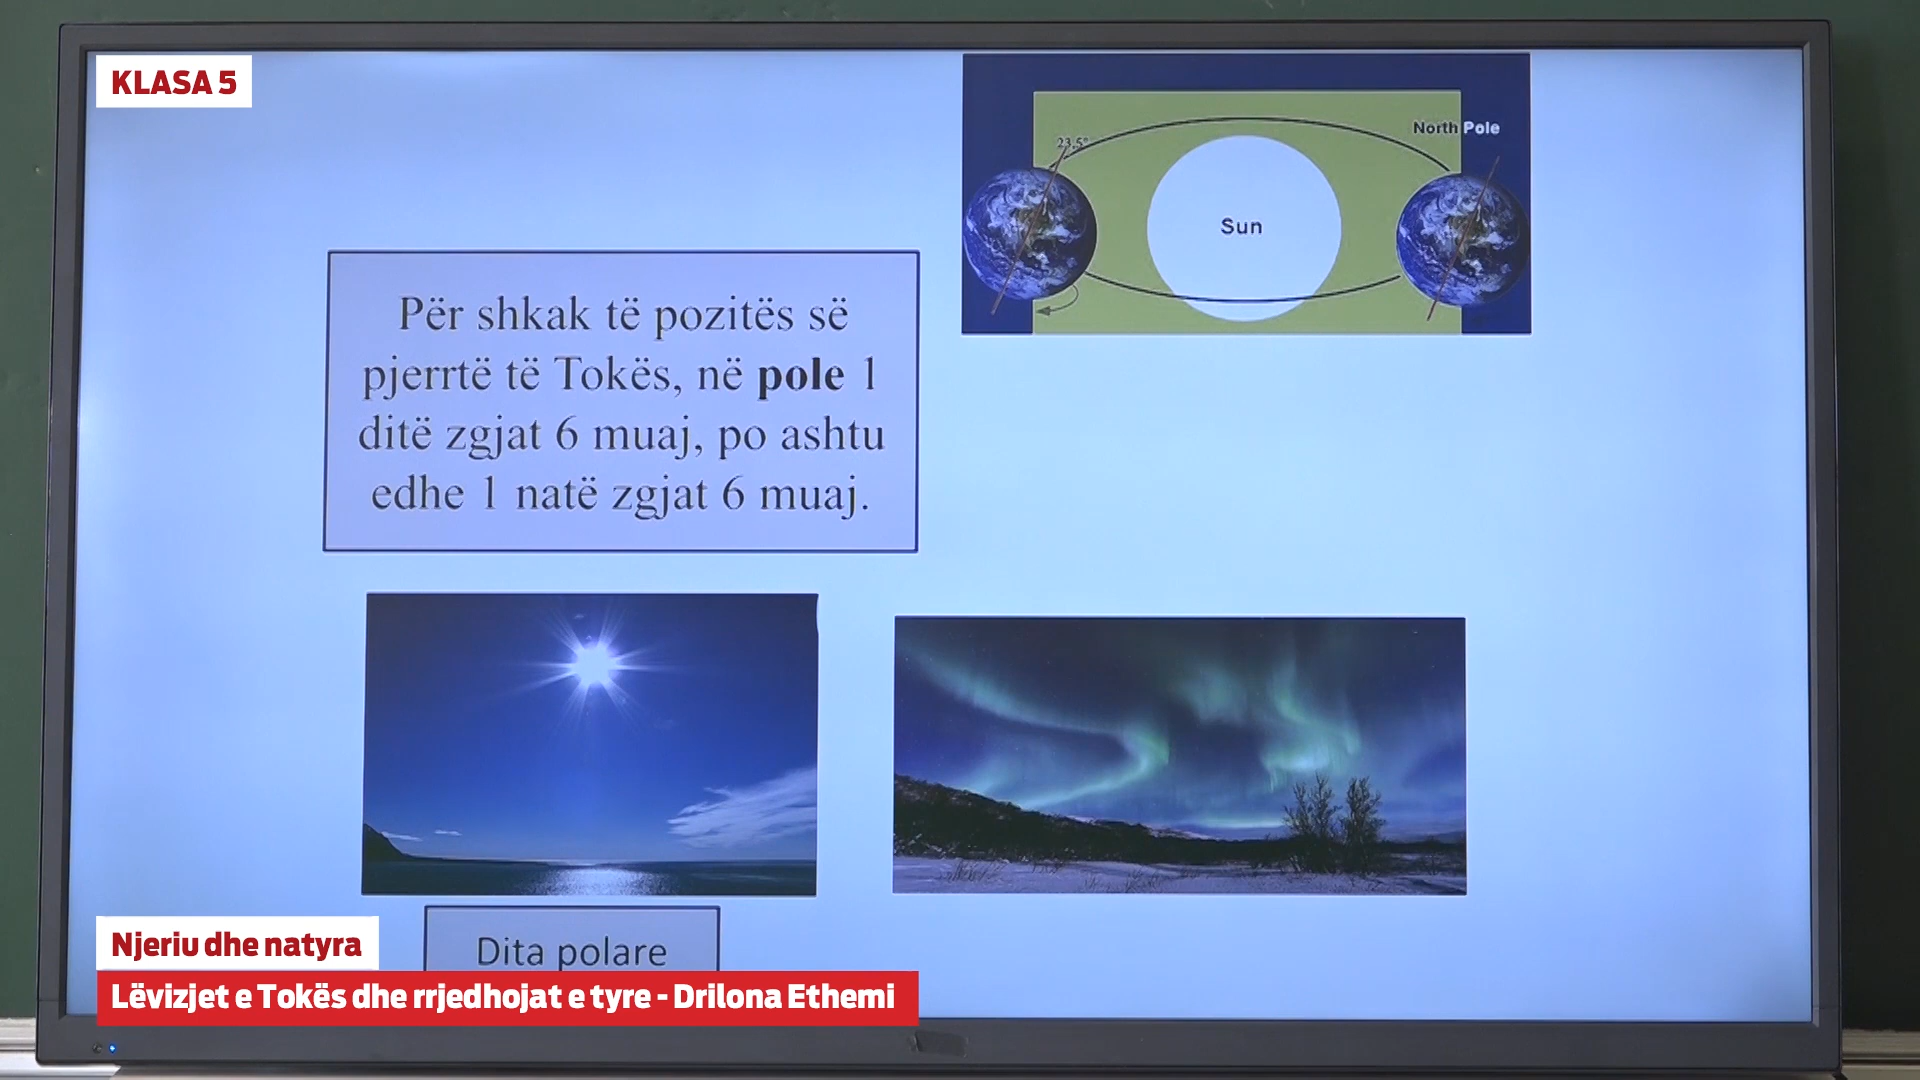 KLASA 5
North Pole
23,5°
Sun
Për shkak të pozitës së
pjerrtë të Tokës, në pole 1
ditë zgjat 6 muaj, po ashtu
edhe 1 natë zgjat 6 muaj.
Dita polare
Njeriu dhe natyra
Lëvizjet e Tokës dhe rrjedhojat e tyre - Drilona Ethemi